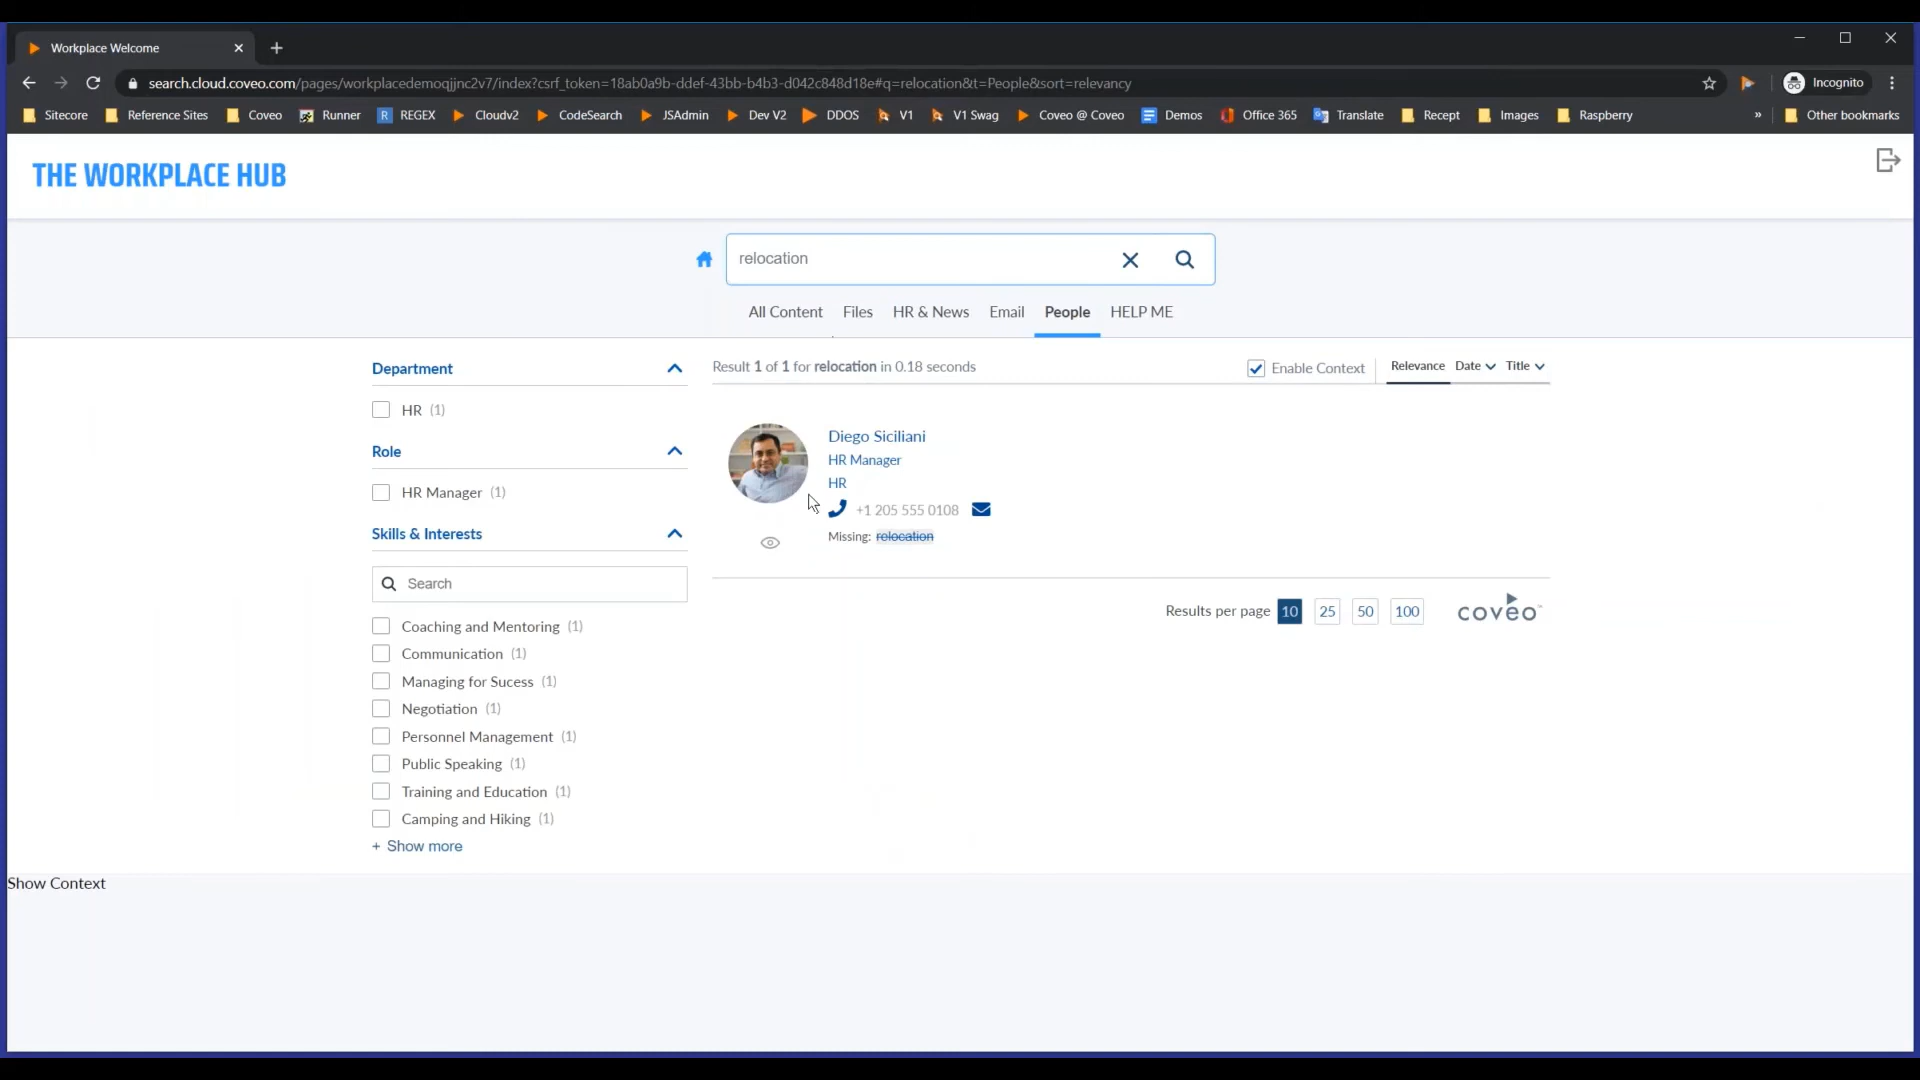 Workplace Welcome
search.cloud.coveo.com/pages/workplacedemoqjjnc2v7/index?csrf_token=18ab0a9b-ddef-43bb-b4b3-d042c848d18e#q=relocation&t=People&sort=relevancy
Incognito
Sitecore Reference Sites Coveo Runner REGEX Cloudv2 CodeSearch JSAdmin Dev V2 DDOS V1 V1 Swag Coveo @ Coveo Demos Office 365 Translate Recept Images Raspberry » Other bookmarks
THE WORKPLACE HUB
relocation
All Content Files HR & News Email People HELP ME
Department
HR (1)
Role
HR Manager (1)
Skills & Interests
Search
Coaching and Mentoring (1)
Communication (1)
Managing for Sucess (1)
Negotiation (1)
Personnel Management (1)
Public Speaking (1)
Training and Education (1)
Camping and Hiking (1)
+ Show more
Result 1 of 1 for relocation in 0.18 seconds
Enable Context
Relevance Date Title
Diego Siciliani
HR Manager
HR
+1 205 555 0108
Missing: relocation
Results per page 10 25 50 100
coveo
Show Context